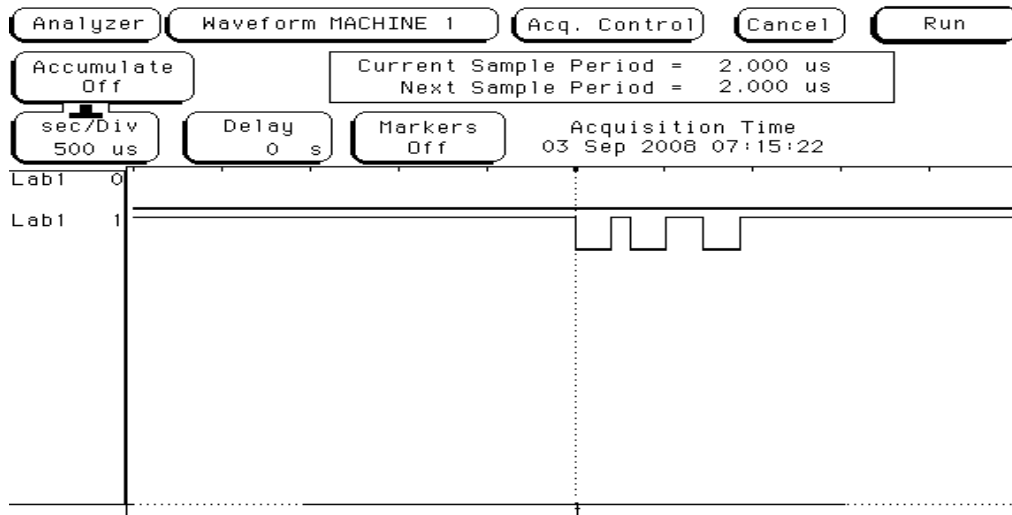 Analyzer Waveform MACHINE 1 Acq. Control Cancel Run
Accumulate
Off
Current Sample Period = 2.000 us
Next Sample Period = 2.000 us
sec/Div
500 us
Delay
0 s
Markers
Off
Acquisition Time
03 Sep 2008 07:15:22
Lab1 0
Lab1 1